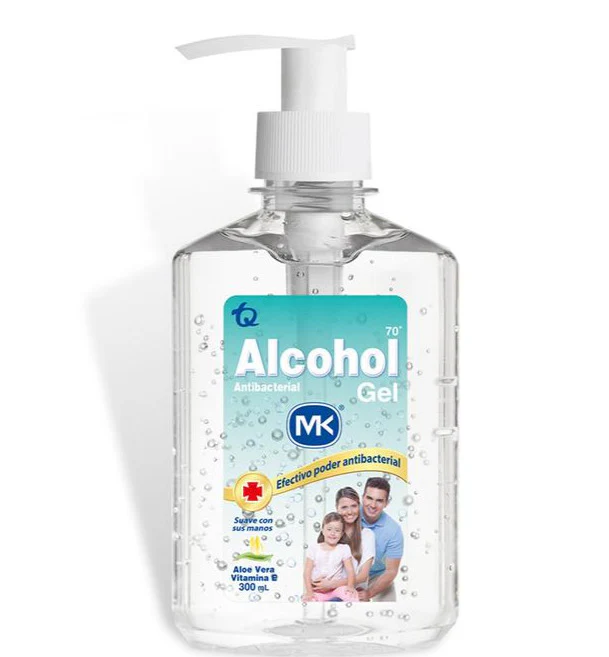 TQ
70°
Alcohol
Antibacterial
Gel
MK®
Efectivo poder antibacterial
Suave con
sus manos
Aloe Vera
Vitamina E
300 mL